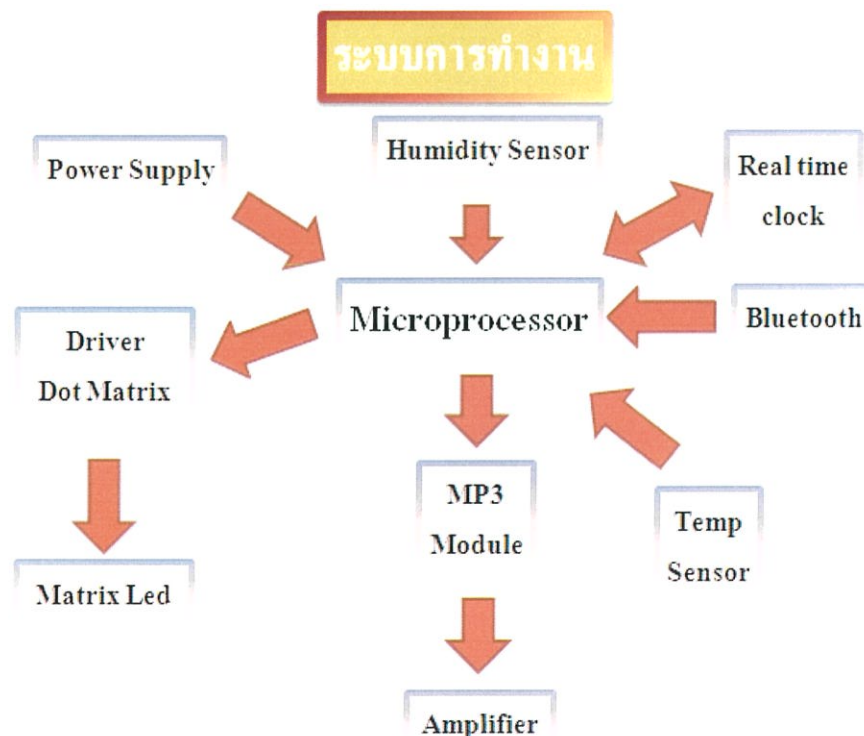 ระบบการทำงาน
Power Supply
Humidity Sensor
Real time
clock
Microprocessor
Bluetooth
Driver
Dot Matrix
MP3
Module
Temp
Sensor
Matrix Led
Amplifier